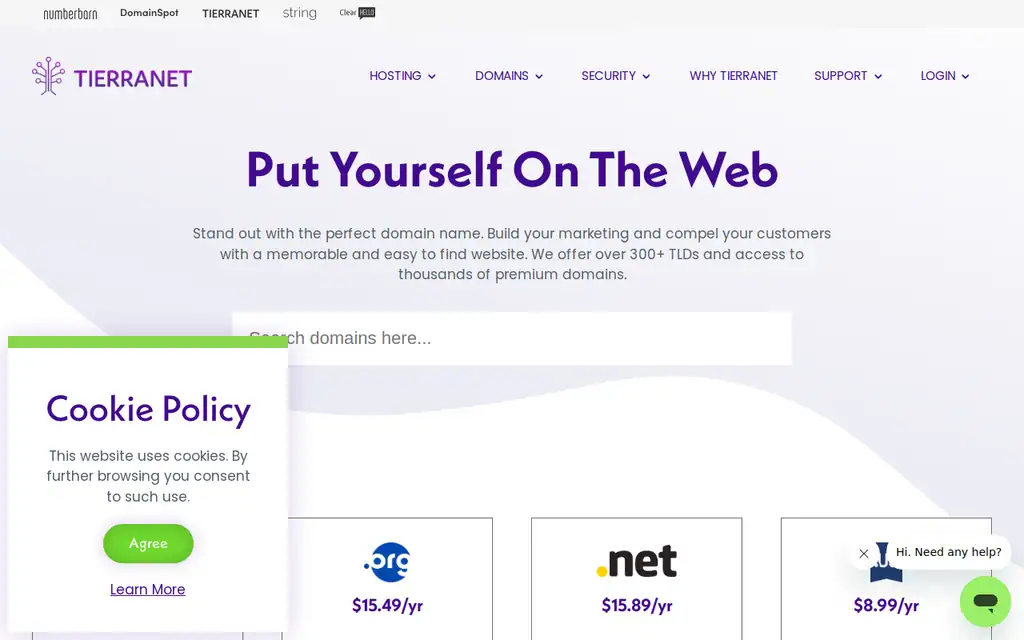 numberbarn DomainSpot TIERRANET string Clear HELLO
TIERRANET HOSTING DOMAINS SECURITY WHY TIERRANET SUPPORT LOGIN
Put Yourself On The Web
Stand out with the perfect domain name. Build your marketing and compel your customers
with a memorable and easy to find website. We offer over 300+ TLDs and access to
thousands of premium domains.
Search domains here...
Cookie Policy
This website uses cookies. By
further browsing you consent
to such use.
Agree
Learn More
.org
$15.49/yr
.net
$15.89/yr
$8.99/yr
Hi. Need any help?